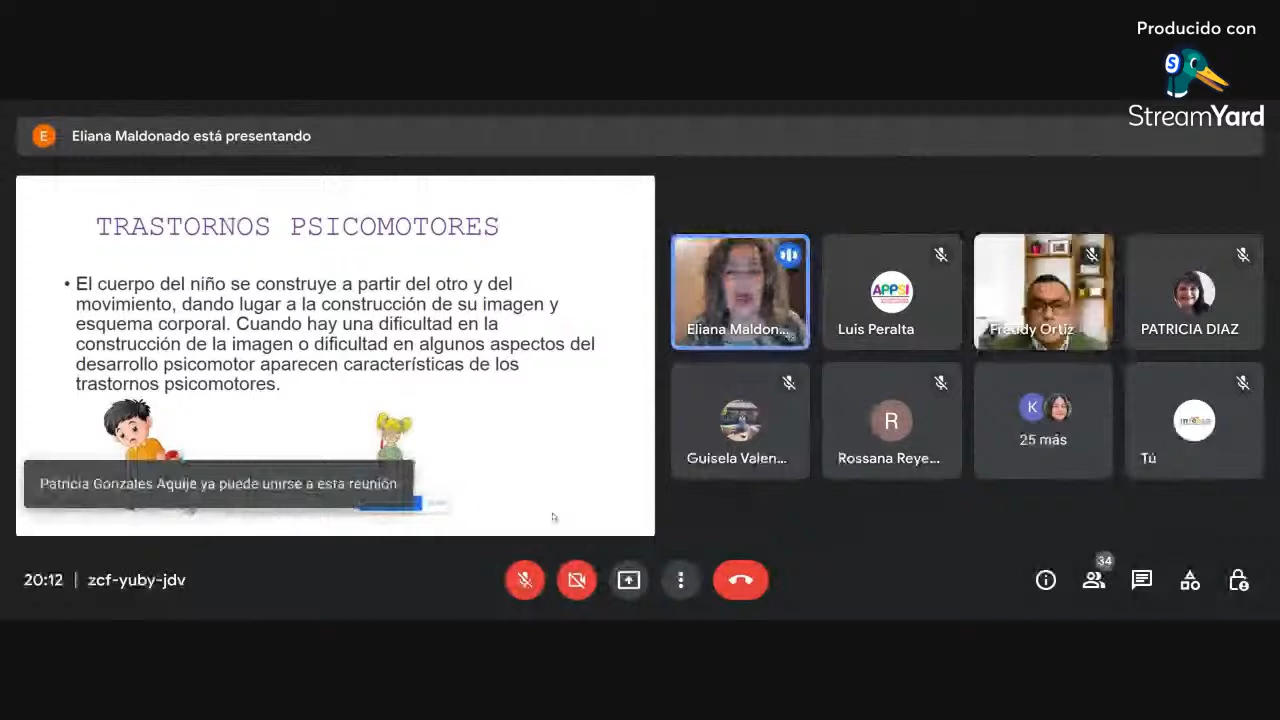 Producido con
StreamYard
E
Eliana Maldonado está presentando
TRASTORNOS PSICOMOTORES
• El cuerpo del niño se construye a partir del otro y del
movimiento, dando lugar a la construcción de su imagen y
esquema corporal. Cuando hay una dificultad en la
construcción de la imagen o dificultad en algunos aspectos del
desarrollo psicomotor aparecen características de los
trastornos psicomotores.
Patricia Gonzales Aquije ya puede unirse a esta reunión
Eliana Maldon...
APPSI
Luis Peralta
Freddy Ortiz
PATRICIA DIAZ
Guisela Valen...
R
Rossana Reye...
K
25 más
Tú
20:12 | zcf-yuby-jdv
34